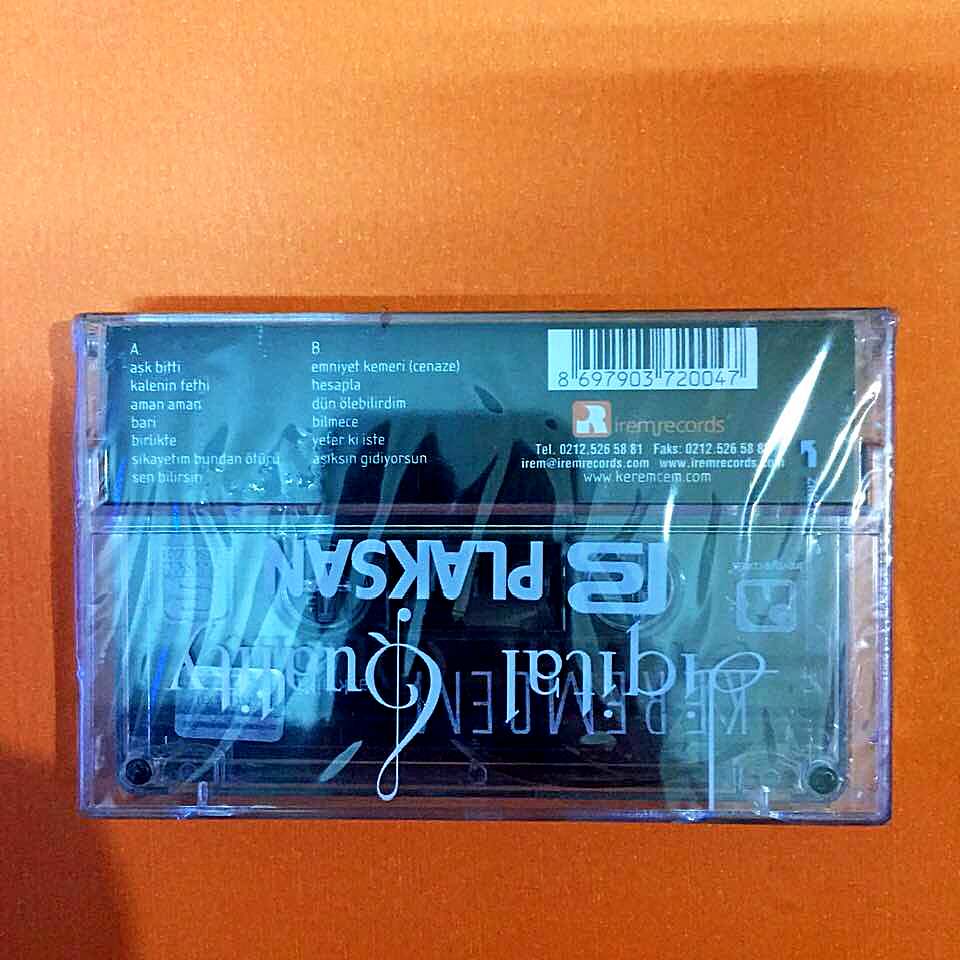 A.
aşk bitti
kalenin fethi
aman aman
bari
birlikte
şikayetim bundan ötürü
sen bilirsin
B.
emniyet kemeri (cenaze)
hesapla
dün ölebilirdim
bilmece
yeter ki iste
aşıksın gidiyorsun
8 697903 720047
iremrecords
Tel. 0212.526 58 81 Faks: 0212.526 58
irem@iremrecords.com www.iremrecords.com
www.keremcem.com
PLAKSAN
Digital Quality
KEREMCEM